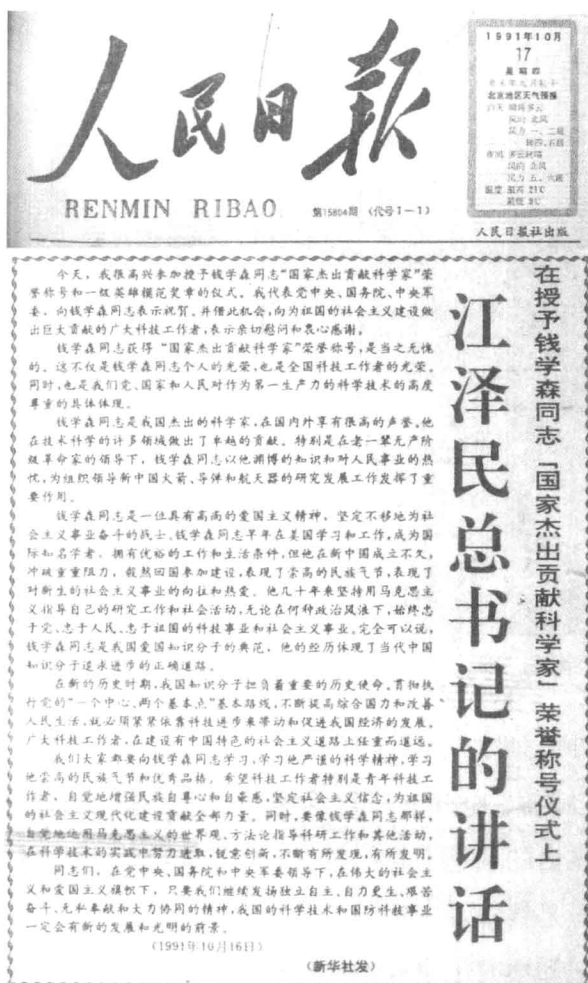 人民日报
RENMIN RIBAO
第15804期 (代号1-1)
1991年10月
17
星期四
北京地区天气预报
白天 晴转多云
风向 北风
风力 一、二级
转四、五级
夜间 多云转晴
风向 北风
风力 五、六级
温度 最高 21℃
最低 9℃
人民日报社出版
在授予钱学森同志“国家杰出贡献科学家”荣誉称号仪式上
江泽民总书记的讲话
今天，我很高兴来参加授予钱学森同志“国家杰出贡献科学家”荣
誉称号和一级英雄模范奖章的仪式。我代表党中央、国务院、中央军
委，向钱学森同志表示祝贺。并借此机会，向为祖国的社会主义建设做
出巨大贡献的广大科技工作者，表示亲切慰问和衷心感谢。
钱学森同志获得“国家杰出贡献科学家”荣誉称号，是当之无愧
的。这不仅是钱学森同志个人的光荣，也是全国科技工作者的光荣。
同时，也是我们党、国家和人民对作为第一生产力的科学技术的高度
尊重的具体体现。
钱学森同志是我国杰出的科学家，在国内外享有很高的声誉。他
在技术科学的许多领域做出了卓越的贡献。特别是在老一辈无产阶
级革命家的领导下，钱学森同志以他渊博的知识和对人民事业的热
忱，为组织领导新中国火箭、导弹和航天器的研究发展工作发挥了重
要作用。
钱学森同志是一位具有高尚的爱国主义精神，坚定不移地为社
会主义事业奋斗的战士。钱学森同志早年在美国学习和工作，成为国
际知名学者，拥有优裕的工作和生活条件，但他在新中国成立不久，
冲破重重阻力，毅然回国参加建设，表现了崇高的民族气节，表现了
对新生的社会主义事业的向往和热爱。他几十年来坚持用马克思主
义指导自己的研究工作和社会活动，无论在何种政治风浪下，始终忠
于党、忠于人民、忠于祖国的科技事业和社会主义事业。完全可以说，
钱学森同志是我国爱国知识分子的典范，他的经历体现了当代中国
知识分子追求进步的正确道路。
在新的历史时期，我国知识分子担负着重要的历史使命。贯彻执
行党的“一个中心、两个基本点”基本路线，不断提高综合国力和改善
人民生活，就必须紧紧依靠科技进步来带动和促进我国经济的发展。
广大科技工作者，在建设有中国特色的社会主义道路上任重而道远。
我们大家都要向钱学森同志学习，学习他严谨的科学精神，学习
他崇高的民族气节和优秀品格。希望科技工作者特别是青年科技工
作者，自觉地增强民族自尊心和自豪感，坚定社会主义信念，为祖国
的社会主义现代化建设贡献全部力量。同时，要像钱学森同志那样，
自觉地运用马克思主义的世界观、方法论指导科研工作和其他活动，
在科学技术的实践中努力进取，锐意创新，不断有所发现，有所发明。
同志们，在党中央、国务院和中央军委领导下，在伟大的社会主
义和爱国主义旗帜下，只要我们继续发扬独立自主、自力更生、艰苦
奋斗、无私奉献和大力协同的精神，我国的科学技术和国防科技事业
一定会有新的发展和光明的前景。
(1991年10月16日)
(新华社发)